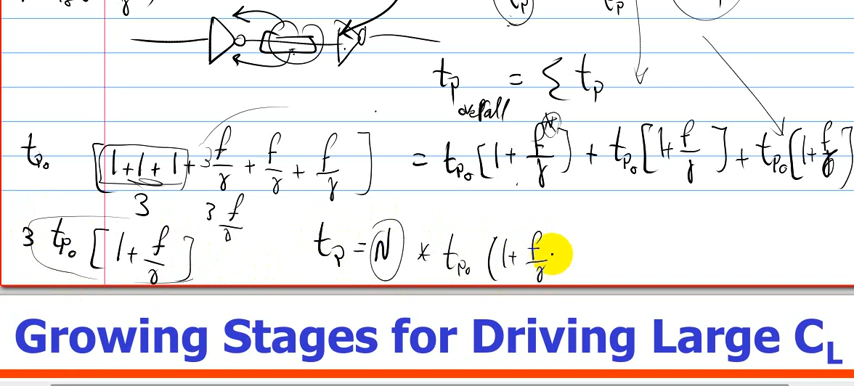 t_p overall = Σ t_p
t_p₀ [1+1+1 + f/γ + f/γ + f/γ] = t_p₀ [1+ f/γ] + t_p₀ [1+ f/γ] + t_p₀ [1+ f/γ]
3 3 f/γ
3 t_p₀ [1+ f/γ] t_p = N * t_p₀ (1+ f/γ
Growing Stages for Driving Large C_L